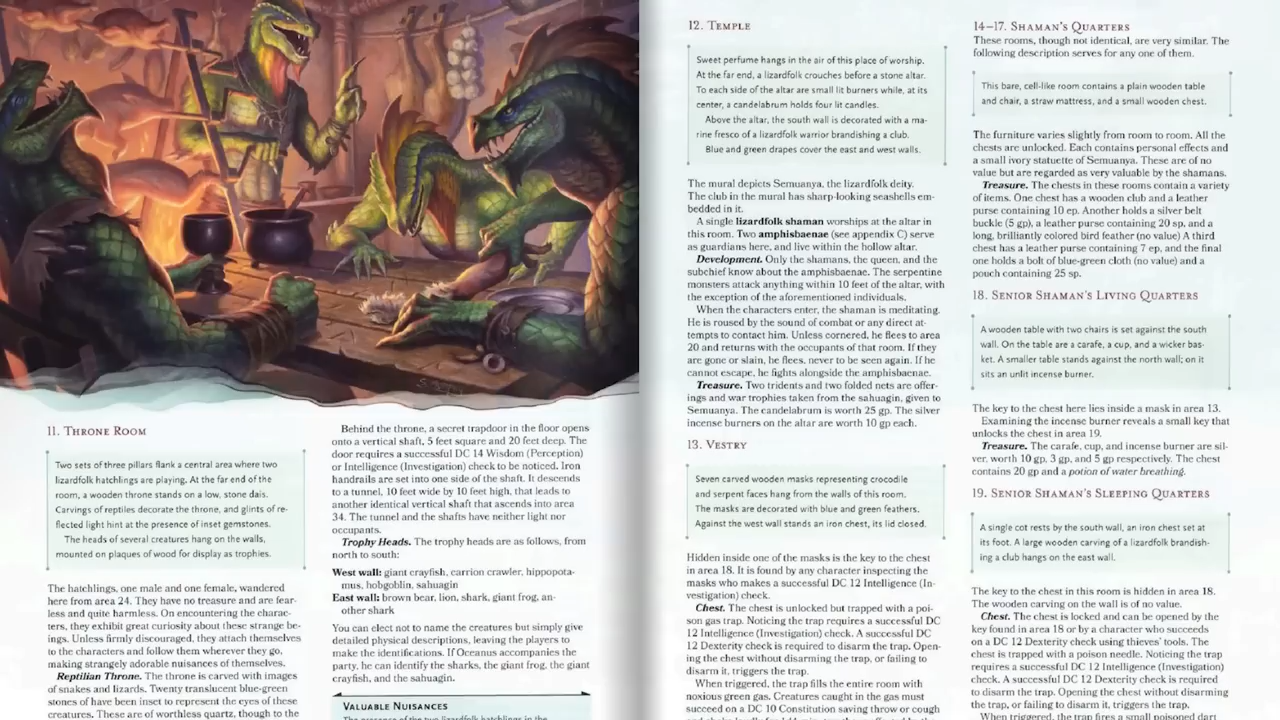 11. Throne Room
Two sets of three pillars flank a central area where two
lizardfolk hatchlings are playing. At the far end of the
room, a wooden throne stands on a low, stone dais.
Carvings of reptiles decorate the throne, and glints of re-
flected light hint at the presence of inset gemstones.
The heads of several creatures hang on the walls,
mounted on plaques of wood for display as trophies.
The hatchlings, one male and one female, wandered
here from area 24. They have no treasure and are fear-
less and quite harmless. On encountering the charac-
ters, they exhibit great curiosity about these strange be-
ings. Unless firmly discouraged, they attach themselves
to the characters and follow them wherever they go,
making strangely adorable nuisances of themselves.
Reptilian Throne. The throne is carved with images
of snakes and lizards. Twenty translucent blue-green
stones of have been inset to represent the eyes of these
creatures. These are of worthless quartz, though to the
Behind the throne, a secret trapdoor in the floor opens
onto a vertical shaft, 5 feet square and 20 feet deep. The
door requires a successful DC 14 Wisdom (Perception)
or Intelligence (Investigation) check to be noticed. Iron
handrails are set into one side of the shaft. It descends
to a tunnel, 10 feet wide by 10 feet high, that leads to
another identical vertical shaft that ascends into area
34. The tunnel and the shafts have neither light nor
occupants.
Trophy Heads. The trophy heads are as follows, from
north to south:
West wall: giant crayfish, carrion crawler, hippopota-
mus, hobgoblin, sahuagin
East wall: brown bear, lion, shark, giant frog, an-
other shark
You can elect not to name the creatures but simply give
detailed physical descriptions, leaving the players to
make the identifications. If Oceanus accompanies the
party, he can identify the sharks, the giant frog, the giant
crayfish, and the sahuagin.
Valuable Nuisances
The presence of the two lizardfolk hatchlings in the
12. Temple
Sweet perfume hangs in the air of this place of worship.
At the far end, a lizardfolk crouches before a stone altar.
To each side of the altar are small lit burners while, at its
center, a candelabrum holds four lit candles.
Above the altar, the south wall is decorated with a ma-
rine fresco of a lizardfolk warrior brandishing a club.
Blue and green drapes cover the east and west walls.
The mural depicts Semuanya, the lizardfolk deity.
The club in the mural has sharp-looking seashells em-
bedded in it.
A single lizardfolk shaman worships at the altar in
this room. Two amphisbaenae (see appendix C) serve
as guardians here, and live within the hollow altar.
Development. Only the shamans, the queen, and the
subchief know about the amphisbaenae. The serpentine
monsters attack anything within 10 feet of the altar, with
the exception of the aforementioned individuals.
When the characters enter, the shaman is meditating.
He is roused by the sound of combat or any direct at-
tempts to contact him. Unless cornered, he flees to area
20 and returns with the occupants of that room. If they
are gone or slain, he flees, never to be seen again. If he
cannot escape, he fights alongside the amphisbaenae.
Treasure. Two tridents and two folded nets are offer-
ings and war trophies taken from the sahuagin, given to
Semuanya. The candelabrum is worth 25 gp. The silver
incense burners on the altar are worth 10 gp each.
13. Vestry
Seven carved wooden masks representing crocodile
and serpent faces hang from the walls of this room.
The masks are decorated with blue and green feathers.
Against the west wall stands an iron chest, its lid closed.
Hidden inside one of the masks is the key to the chest
in area 18. It is found by any character inspecting the
masks who makes a successful DC 12 Intelligence (In-
vestigation) check.
Chest. The chest is unlocked but trapped with a poi-
son gas trap. Noticing the trap requires a successful DC
12 Intelligence (Investigation) check. A successful DC
12 Dexterity check is required to disarm the trap. Open-
ing the chest without disarming the trap, or failing to
disarm it, triggers the trap.
When triggered, the trap fills the entire room with
noxious green gas. Creatures caught in the gas must
succeed on a DC 10 Constitution saving throw or cough
14–17. Shaman's Quarters
These rooms, though not identical, are very similar. The
following description serves for any one of them.
This bare, cell-like room contains a plain wooden table
and chair, a straw mattress, and a small wooden chest.
The furniture varies slightly from room to room. All the
chests are unlocked. Each contains personal effects and
a small ivory statuette of Semuanya. These are of no
value but are regarded as very valuable by the shamans.
Treasure. The chests in these rooms contain a variety
of items. One chest has a wooden club and a leather
purse containing 10 ep. Another holds a silver belt
buckle (5 gp), a leather purse containing 20 sp, and a
long, brilliantly colored bird feather (no value) A third
chest has a leather purse containing 7 ep, and the final
one holds a bolt of blue-green cloth (no value) and a
pouch containing 25 sp.
18. Senior Shaman's Living Quarters
A wooden table with two chairs is set against the south
wall. On the table are a carafe, a cup, and a wicker bas-
ket. A smaller table stands against the north wall; on it
sits an unlit incense burner.
The key to the chest here lies inside a mask in area 13.
Examining the incense burner reveals a small key that
unlocks the chest in area 19.
Treasure. The carafe, cup, and incense burner are sil-
ver, worth 10 gp, 3 gp, and 5 gp respectively. The chest
contains 20 gp and a potion of water breathing.
19. Senior Shaman's Sleeping Quarters
A single cot rests by the south wall, an iron chest set at
its foot. A large wooden carving of a lizardfolk brandish-
ing a club hangs on the east wall.
The key to the chest in this room is hidden in area 18.
The wooden carving on the wall is of no value.
Chest. The chest is locked and can be opened by the
key found in area 18 or by a character who succeeds
on a DC 12 Dexterity check using thieves' tools. The
chest is trapped with a poison needle. Noticing the trap
requires a successful DC 12 Intelligence (Investigation)
check. A successful DC 12 Dexterity check is required
to disarm the trap. Opening the chest without disarming
the trap, or failing to disarm it, triggers the trap.
When triggered, the trap fires a small poisoned dart